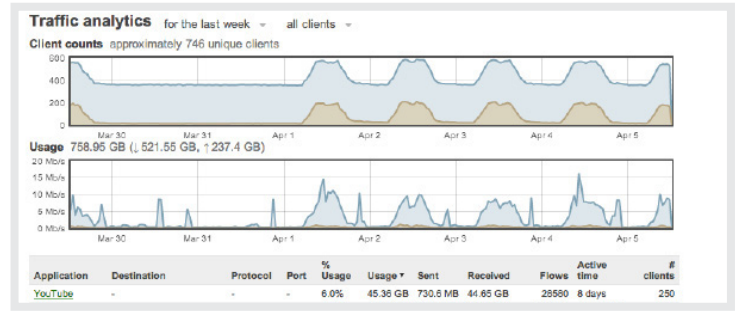 Traffic analytics for the last week all clients
Client counts approximately 746 unique clients
600
400
200
0
Mar 30 Mar 31 Apr 1 Apr 2 Apr 3 Apr 4 Apr 5
Usage 758.95 GB (↓ 521.55 GB, ↑ 237.4 GB)
20 Mb/s
15 Mb/s
10 Mb/s
5 Mb/s
0 Mb/s
Mar 30 Mar 31 Apr 1 Apr 2 Apr 3 Apr 4 Apr 5
Application Destination Protocol Port % Usage Usage ▼ Sent Received Flows Active time # clients
YouTube - - - 6.0% 45.36 GB 730.6 MB 44.65 GB 28560 8 days 250